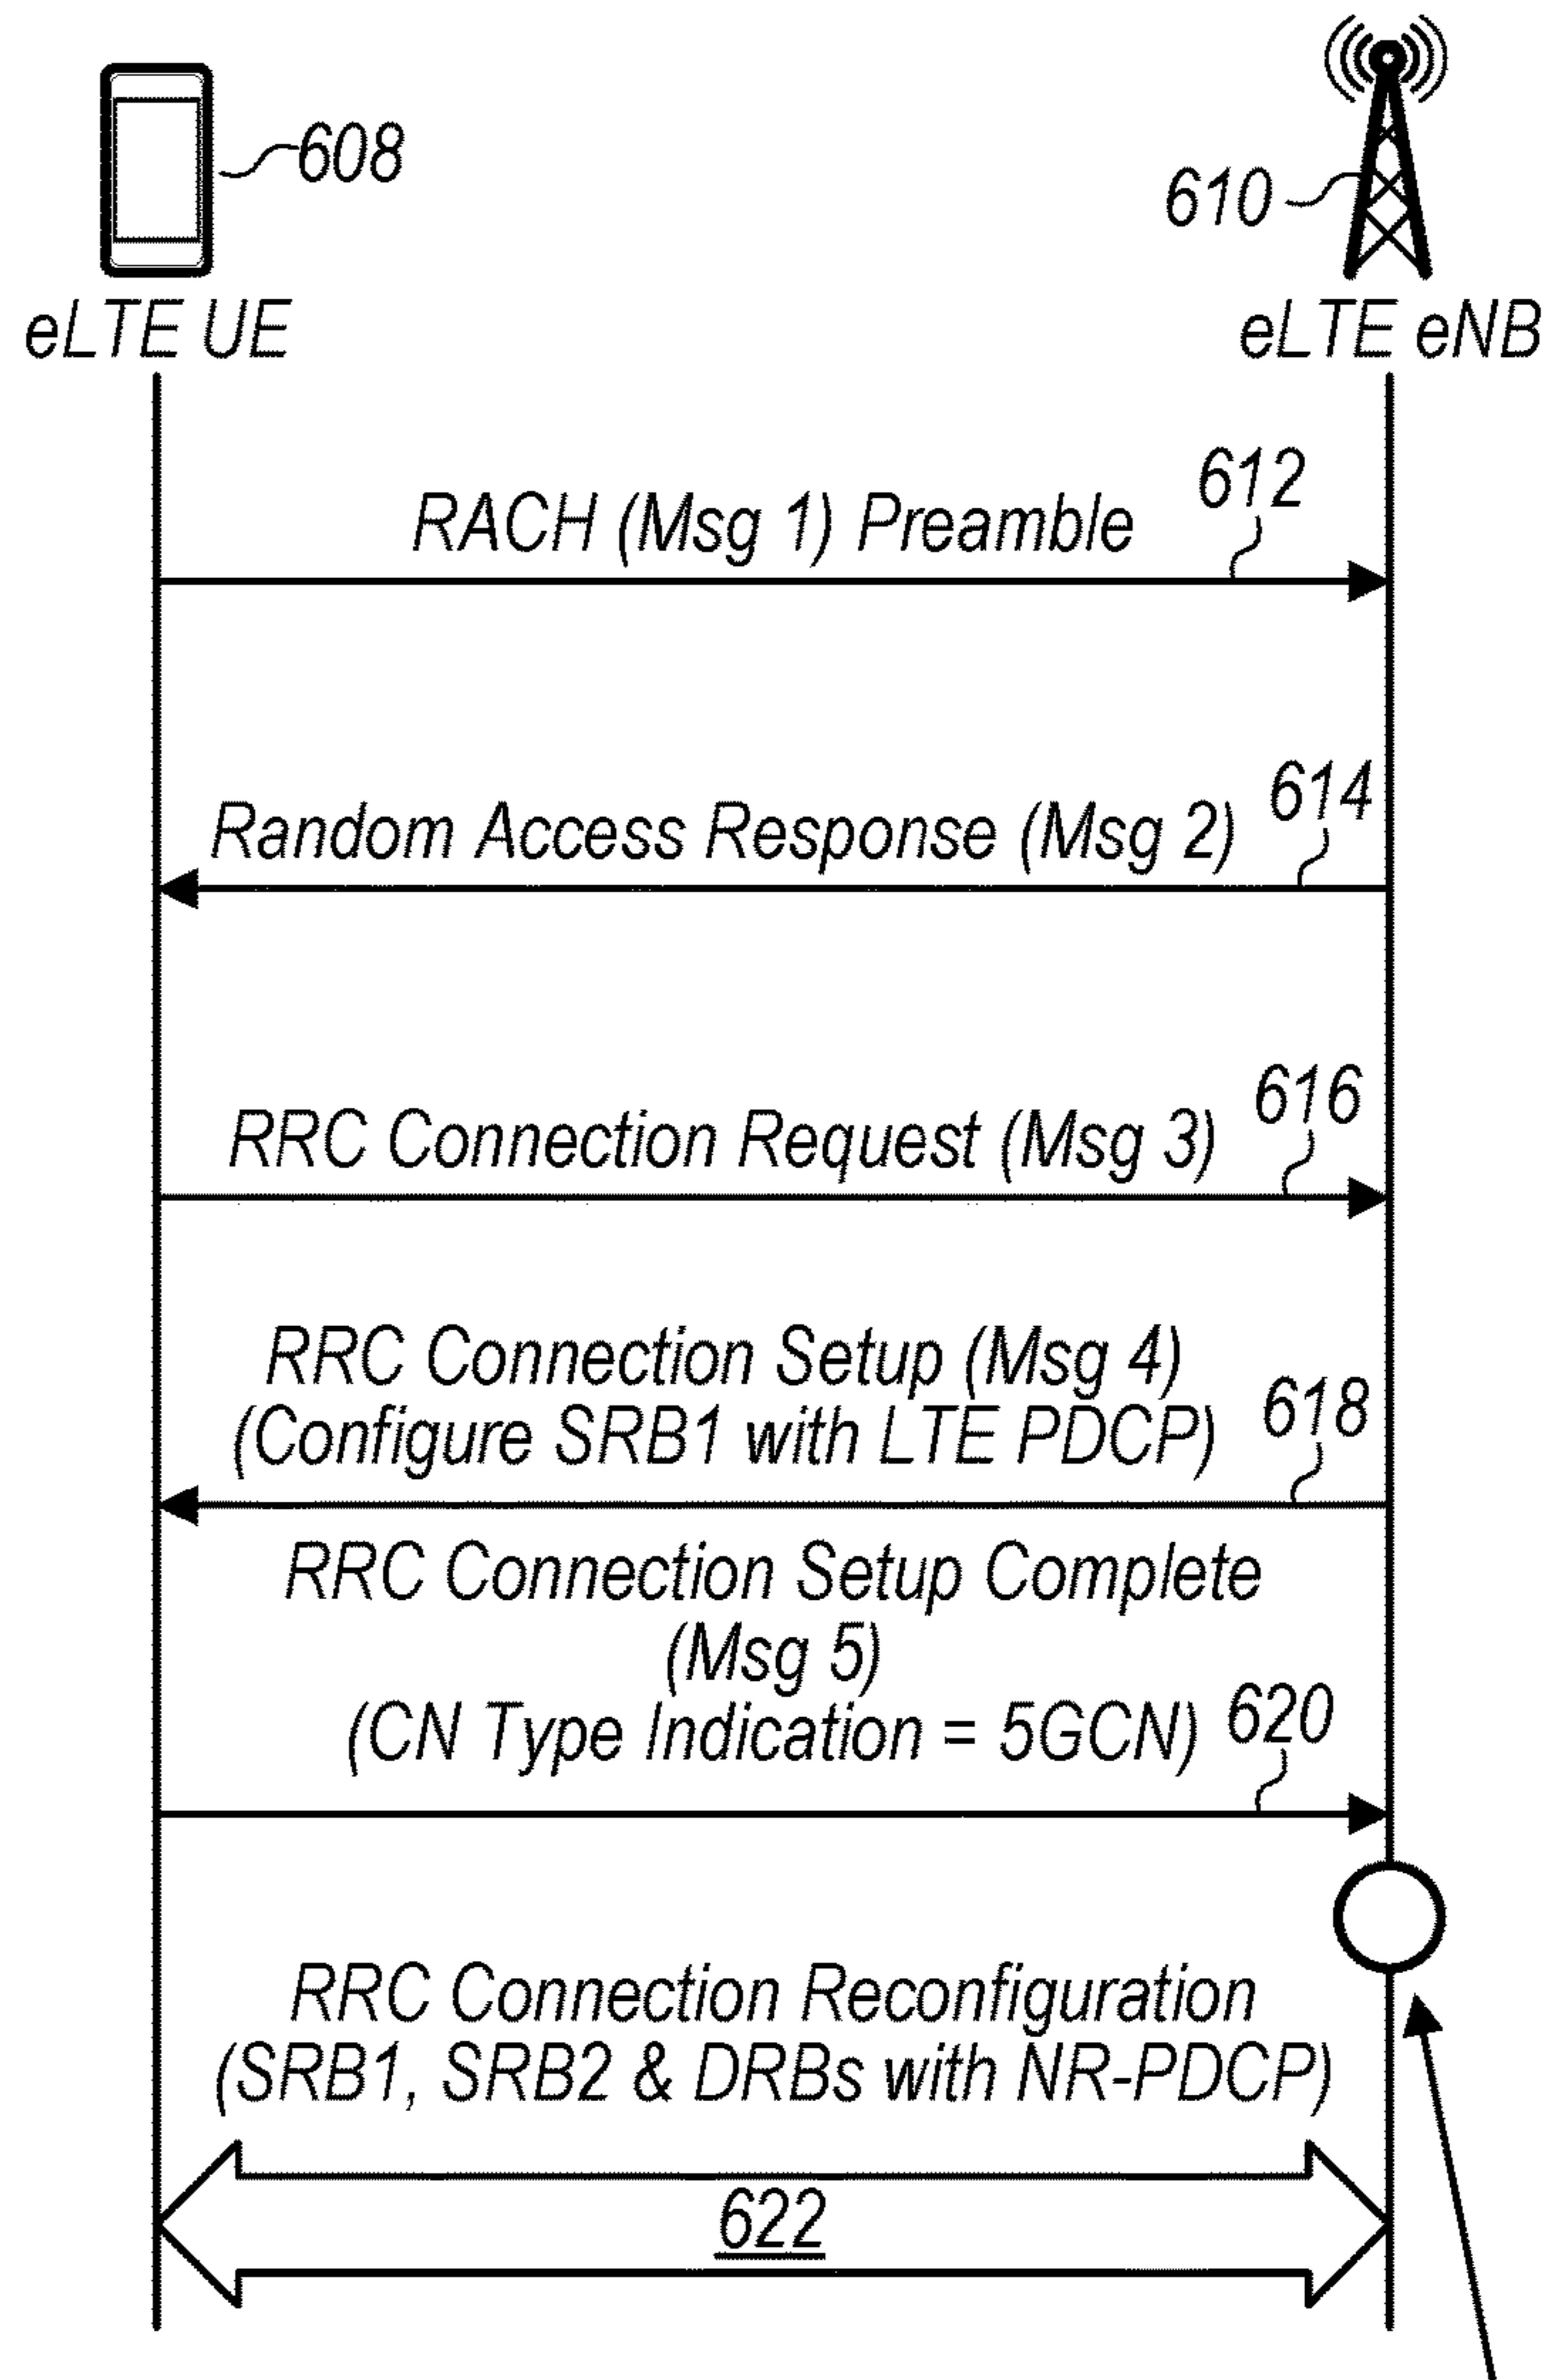 608
610
eLTE UE
eLTE eNB
612
RACH (Msg 1) Preamble
614
Random Access Response (Msg 2)
616
RRC Connection Request (Msg 3)
RRC Connection Setup (Msg 4)
(Configure SRB1 with LTE PDCP)
618
RRC Connection Setup Complete
(Msg 5)
(CN Type Indication = 5GCN)
620
RRC Connection Reconfiguration
(SRB1, SRB2 & DRBs with NR-PDCP)
622